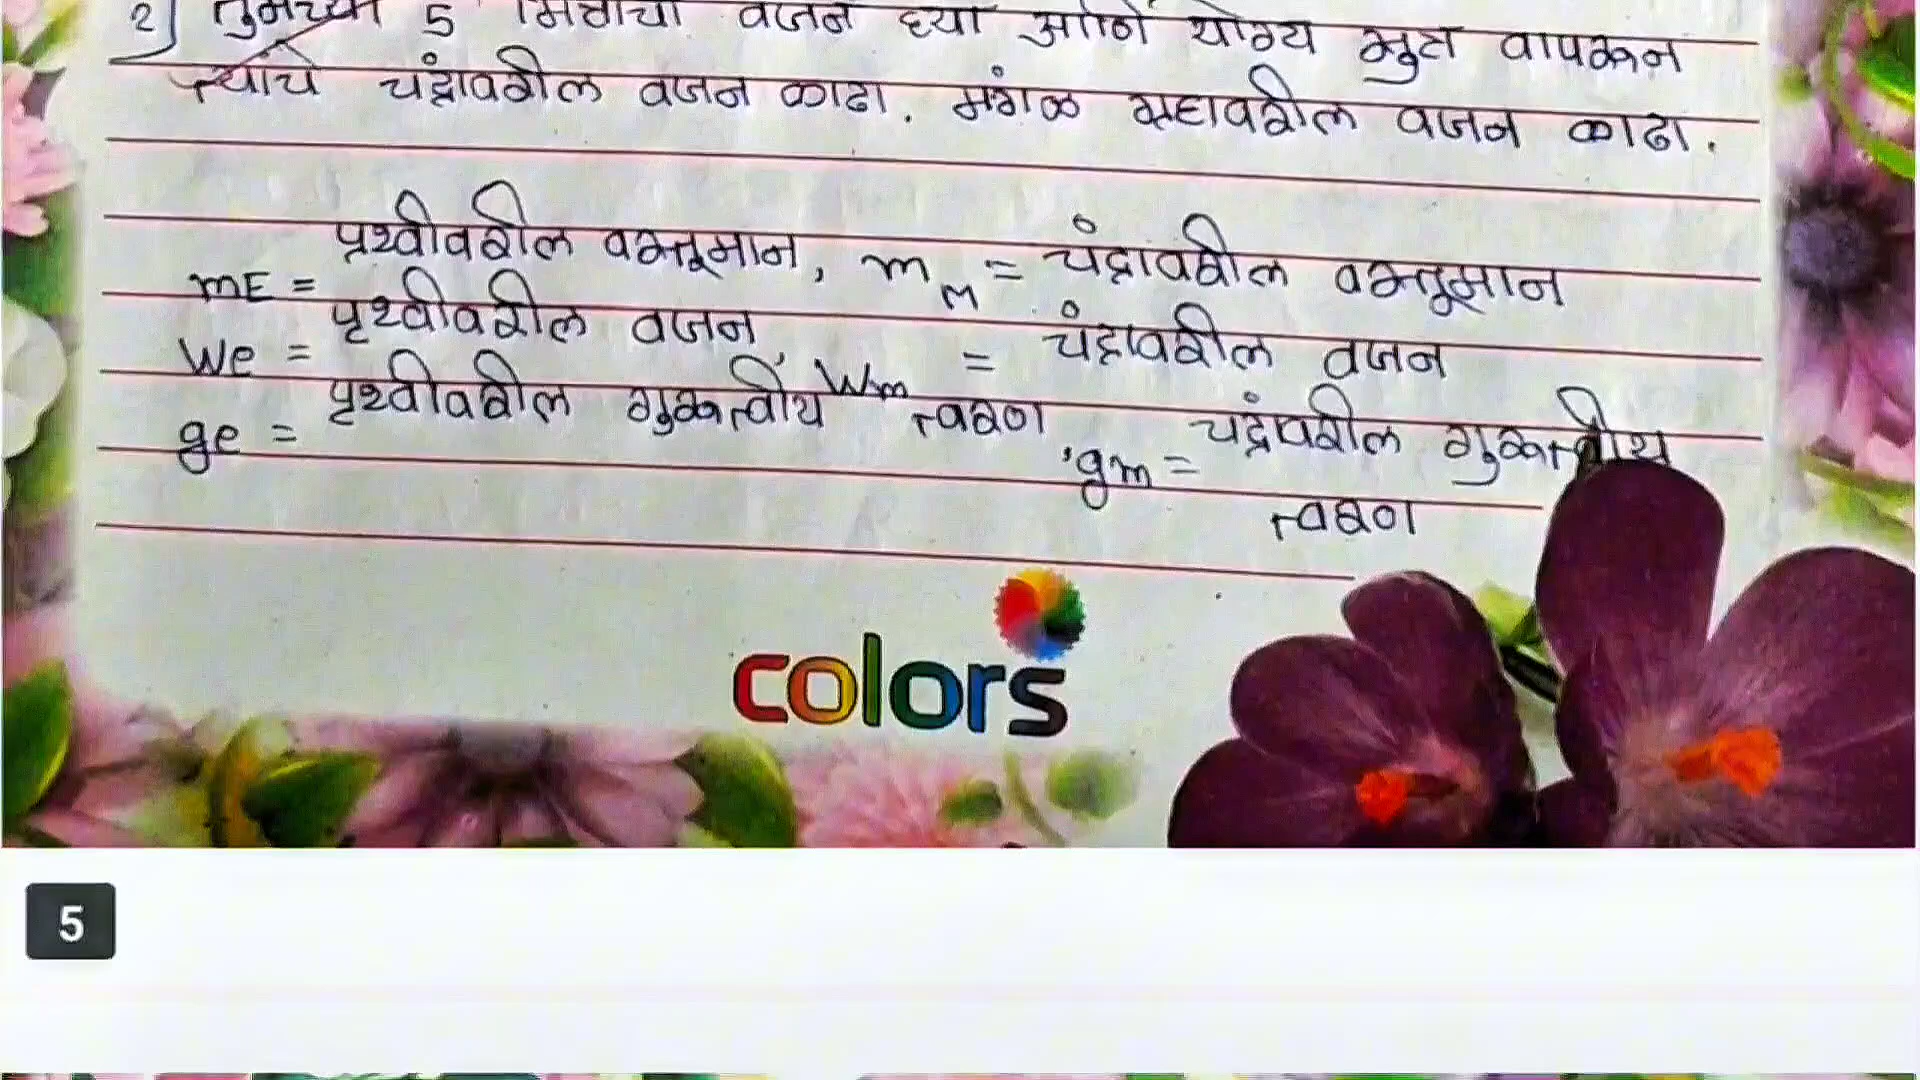 2) तुमच्या 5 मित्रांचा वजन घ्या आणि योग्य सुत्र वापरून
त्यांचे चंद्रावरील वजन काढा. मंगळ ग्रहावरील वजन काढा.
mE = पृथ्वीवरील वस्तूमान, mM = चंद्रावरील वस्तूमान
We = पृथ्वीवरील वजन, Wm = चंद्रावरील वजन
ge = पृथ्वीवरील गुरुत्वीय त्वरण, gm = चंद्रावरील गुरुत्वीय
त्वरण
colors
5